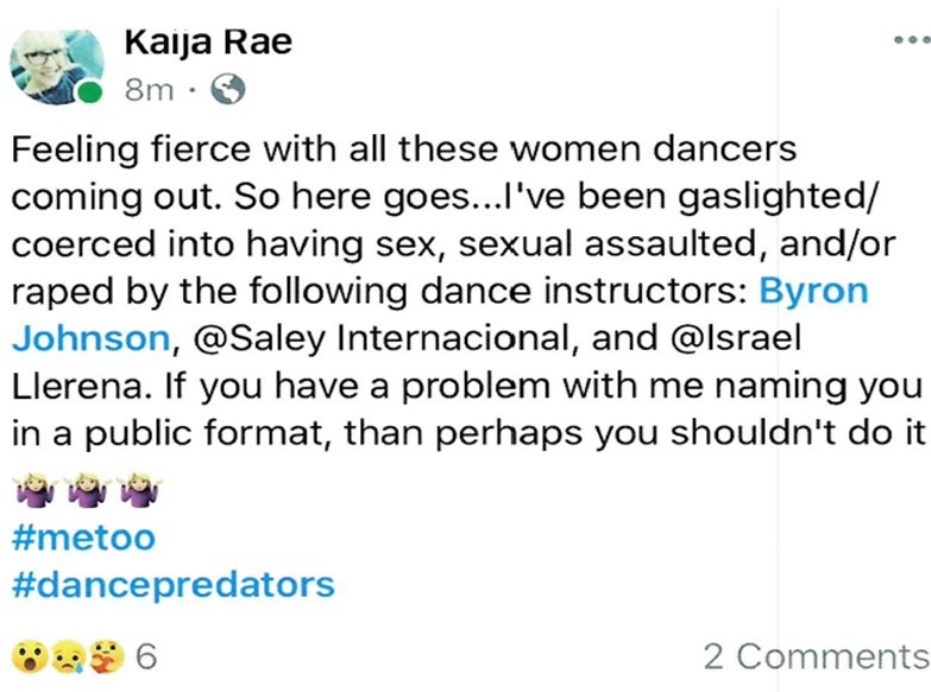 Kaija Rae
8m ·
Feeling fierce with all these women dancers
coming out. So here goes...I've been gaslighted/
coerced into having sex, sexual assaulted, and/or
raped by the following dance instructors: Byron
Johnson, @Saley Internacional, and @Israel
Llerena. If you have a problem with me naming you
in a public format, than perhaps you shouldn't do it
🤷🏼‍♀️🤷🏼‍♀️🤷🏼‍♀️
#metoo
#dancepredators
6 2 Comments